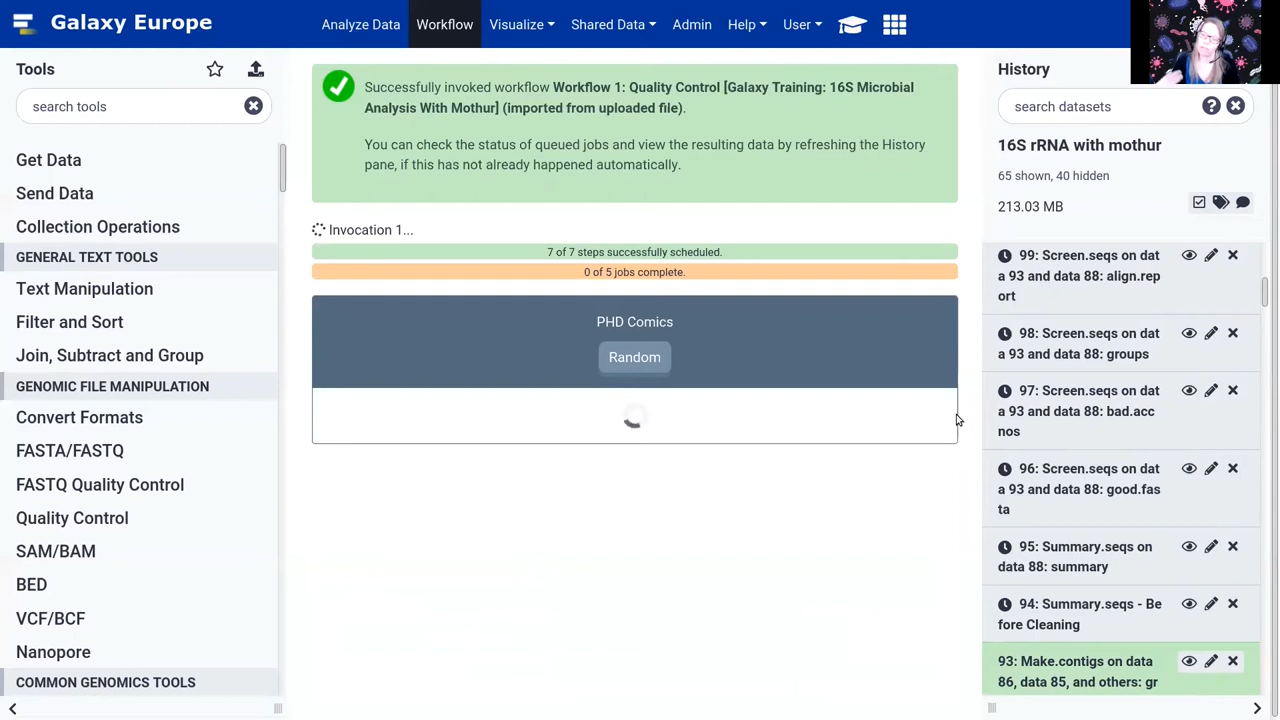 Galaxy Europe
Analyze Data
Workflow
Visualize
Shared Data
Admin
Help
User
Tools
search tools
Get Data
Send Data
Collection Operations
GENERAL TEXT TOOLS
Text Manipulation
Filter and Sort
Join, Subtract and Group
GENOMIC FILE MANIPULATION
Convert Formats
FASTA/FASTQ
FASTQ Quality Control
Quality Control
SAM/BAM
BED
VCF/BCF
Nanopore
COMMON GENOMICS TOOLS
Successfully invoked workflow Workflow 1: Quality Control [Galaxy Training: 16S Microbial
Analysis With Mothur] (imported from uploaded file).
You can check the status of queued jobs and view the resulting data by refreshing the History
pane, if this has not already happened automatically.
Invocation 1...
7 of 7 steps successfully scheduled.
0 of 5 jobs complete.
PHD Comics
Random
History
search datasets
16S rRNA with mothur
65 shown, 40 hidden
213.03 MB
99: Screen.seqs on dat
a 93 and data 88: align.rep
ort
98: Screen.seqs on dat
a 93 and data 88: groups
97: Screen.seqs on dat
a 93 and data 88: bad.acc
nos
96: Screen.seqs on dat
a 93 and data 88: good.fas
ta
95: Summary.seqs on
data 88: summary
94: Summary.seqs - Be
fore Cleaning
93: Make.contigs on data
86, data 85, and others: gr